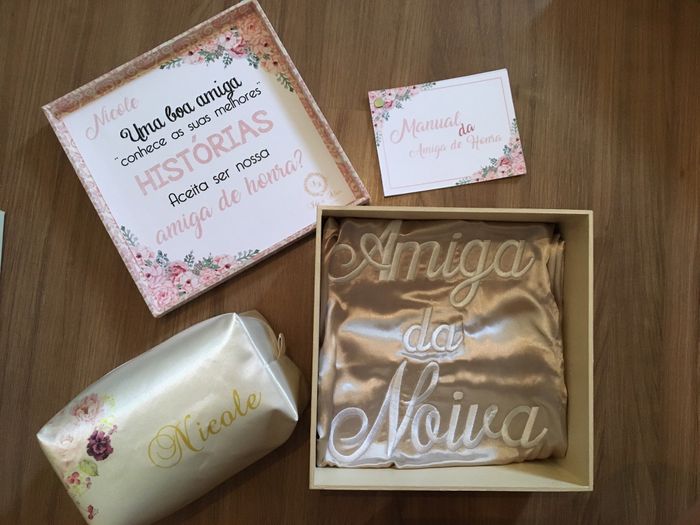 Nicole
Uma boa amiga
"conhece as suas melhores"
HISTÓRIAS
Aceita ser nossa
amiga de honra?
Manual
da
Amiga de Honra
Amiga
da
Noiva
Nicole